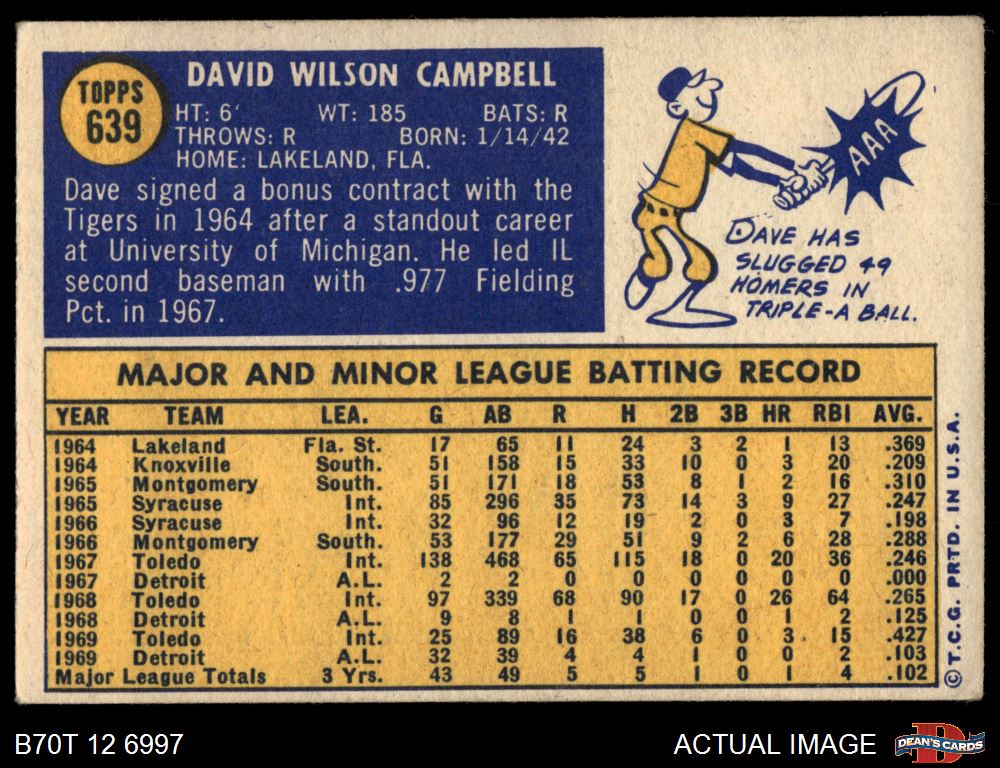 TOPPS
639
DAVID WILSON CAMPBELL
HT: 6' WT: 185 BATS: R
THROWS: R BORN: 1/14/42
HOME: LAKELAND, FLA.
Dave signed a bonus contract with the
Tigers in 1964 after a standout career
at University of Michigan. He led IL
second baseman with .977 Fielding
Pct. in 1967.
AAA
DAVE HAS
SLUGGED 49
HOMERS IN
TRIPLE-A BALL.
MAJOR AND MINOR LEAGUE BATTING RECORD
YEAR TEAM LEA. G AB R H 2B 3B HR RBI AVG.
1964 Lakeland Fla. St. 17 65 11 24 3 2 1 13 .369
1964 Knoxville South. 51 158 15 33 10 0 3 20 .209
1965 Montgomery South. 51 171 18 53 8 1 2 16 .310
1965 Syracuse Int. 85 296 35 73 14 3 9 27 .247
1966 Syracuse Int. 32 96 12 19 2 0 3 7 .198
1966 Montgomery South. 53 177 29 51 9 2 6 28 .288
1967 Toledo Int. 138 468 65 115 18 0 20 36 .246
1967 Detroit A.L. 2 2 0 0 0 0 0 0 .000
1968 Toledo Int. 97 339 68 90 17 0 26 64 .265
1968 Detroit A.L. 9 8 1 1 0 0 1 2 .125
1969 Toledo Int. 25 89 16 38 6 0 3 15 .427
1969 Detroit A.L. 32 39 4 4 1 0 0 2 .103
Major League Totals 3 Yrs. 43 49 5 5 1 0 1 4 .102
© T.C.G. PRTD. IN U.S.A.
B70T 12 6997
ACTUAL IMAGE
D
DEAN'S CARDS